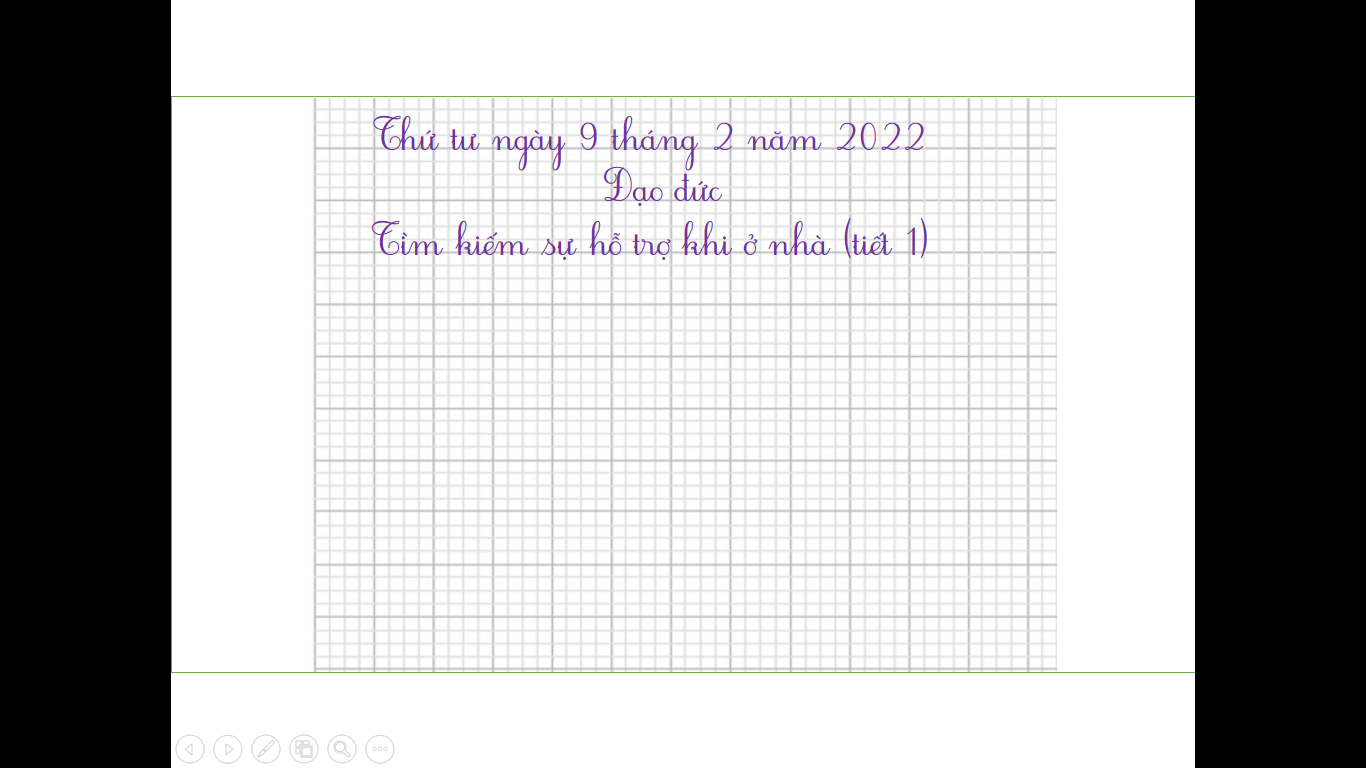 Thứ tư ngày 9 tháng 2 năm 2022
Đạo đức
Tìm kiếm sự hỗ trợ khi ở nhà (tiết 1)